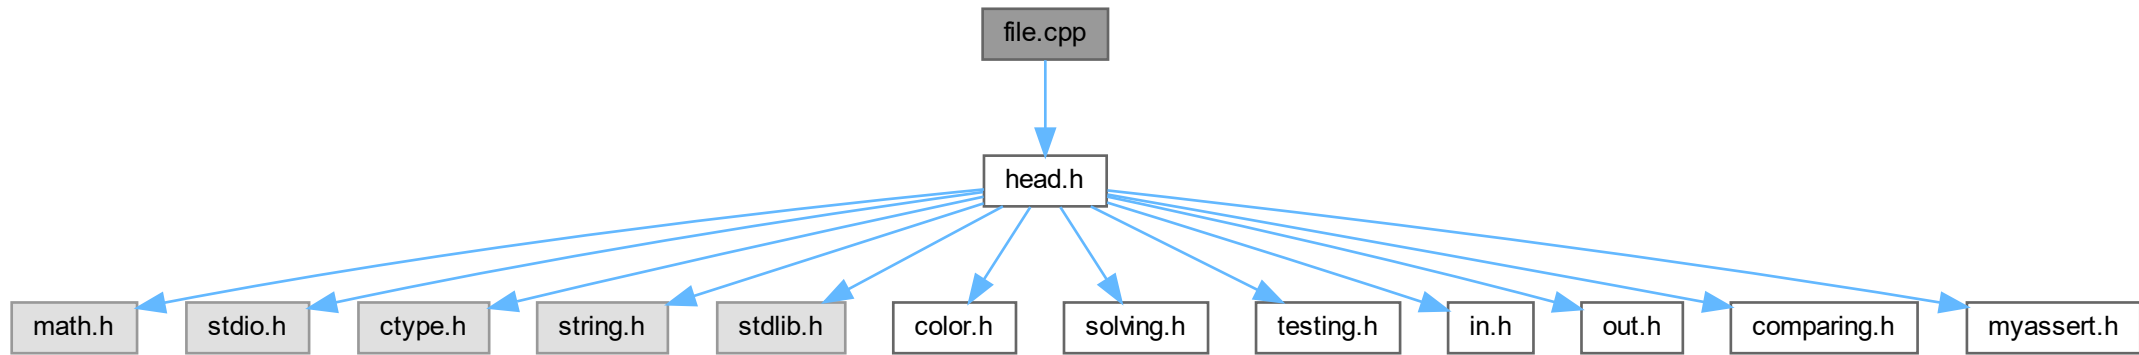 file.cpp
head.h
math.h
stdio.h
ctype.h
string.h
stdlib.h
color.h
solving.h
testing.h
in.h
out.h
comparing.h
myassert.h